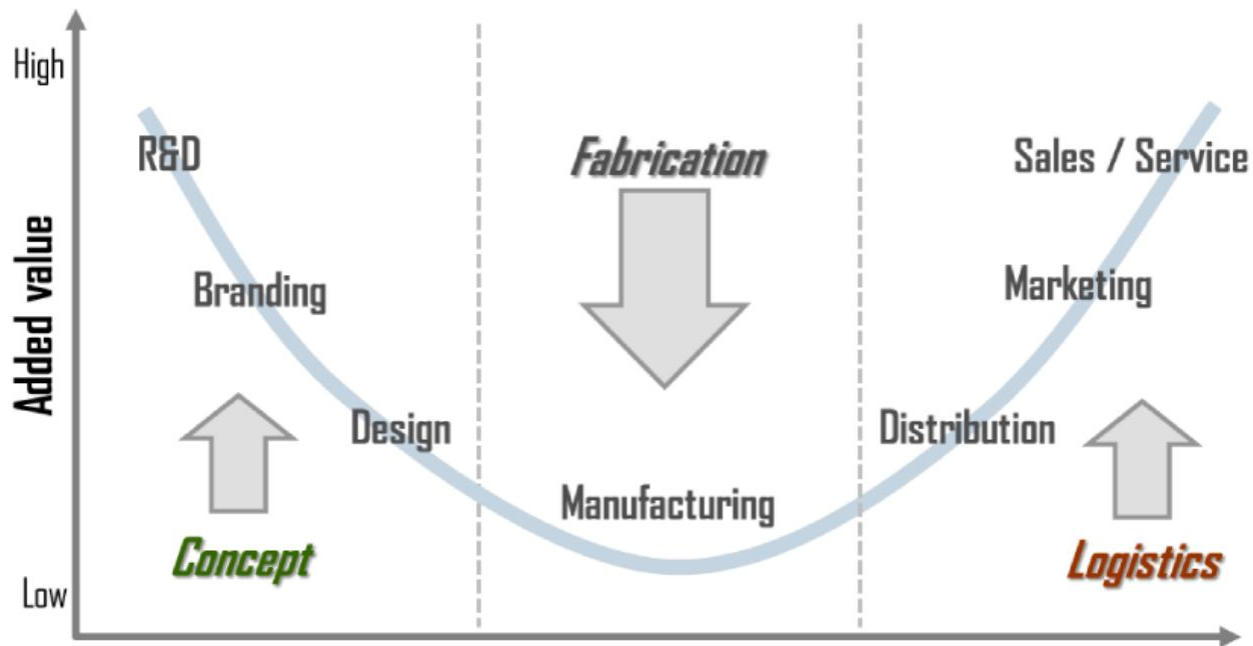 High
R&D
Fabrication
Sales / Service
Added value
Branding
Marketing
Design
Distribution
Manufacturing
Concept
Logistics
Low